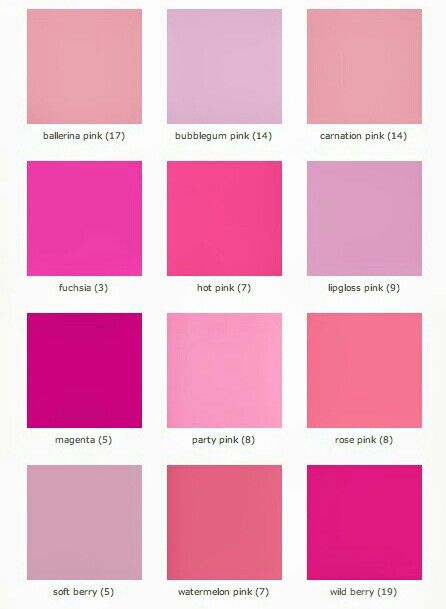 ballerina pink (17)
bubblegum pink (14)
carnation pink (14)
fuchsia (3)
hot pink (7)
lipgloss pink (9)
magenta (5)
party pink (8)
rose pink (8)
soft berry (5)
watermelon pink (7)
wild berry (19)